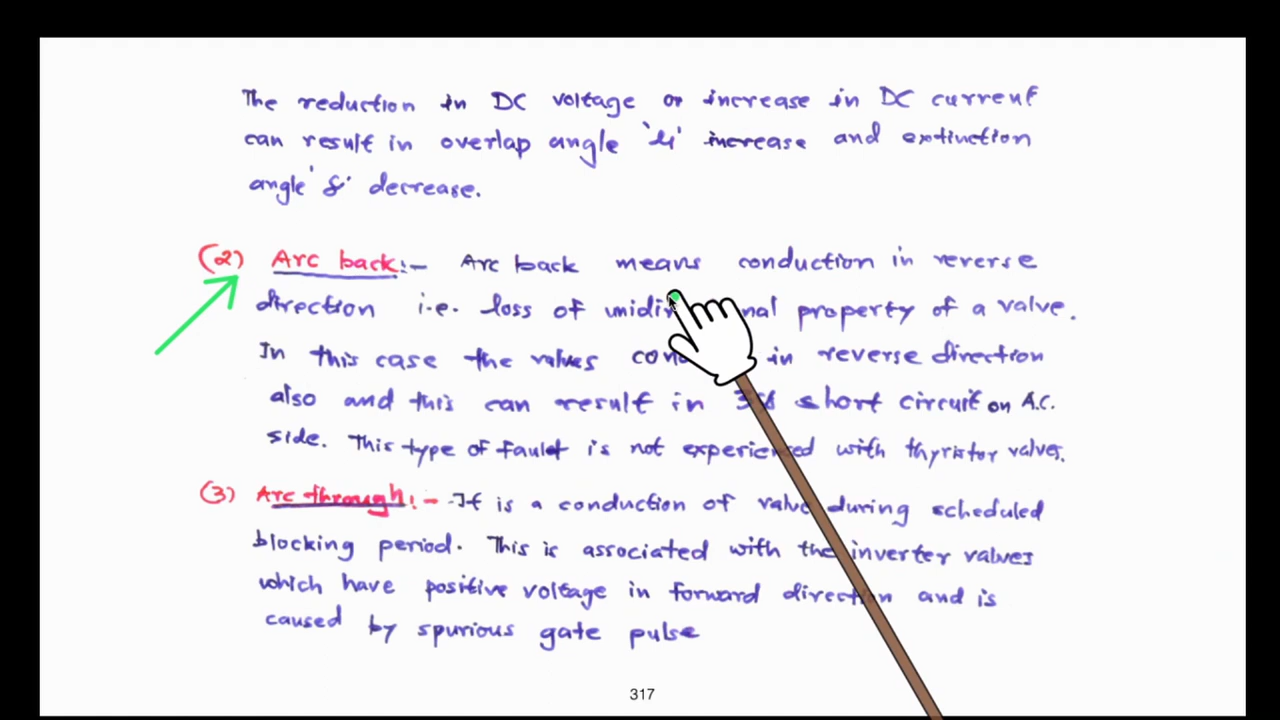 The reduction in DC voltage or increase in DC current
can result in overlap angle 'μ' increase and extinction
angle 'δ' decrease.
(2) Arc back:- Arc back means conduction in reverse
direction i.e. loss of property of a valve.
In this case the valves in reverse direction
also and this can result in short circuit on A.C.
side. This type of fault is not experienced with thyristor valves.
(3) Arc through:- It is a conduction of valve during scheduled
blocking period. This is associated with the inverter valves
which have positive voltage in forward direction and is
caused by spurious gate pulse
317